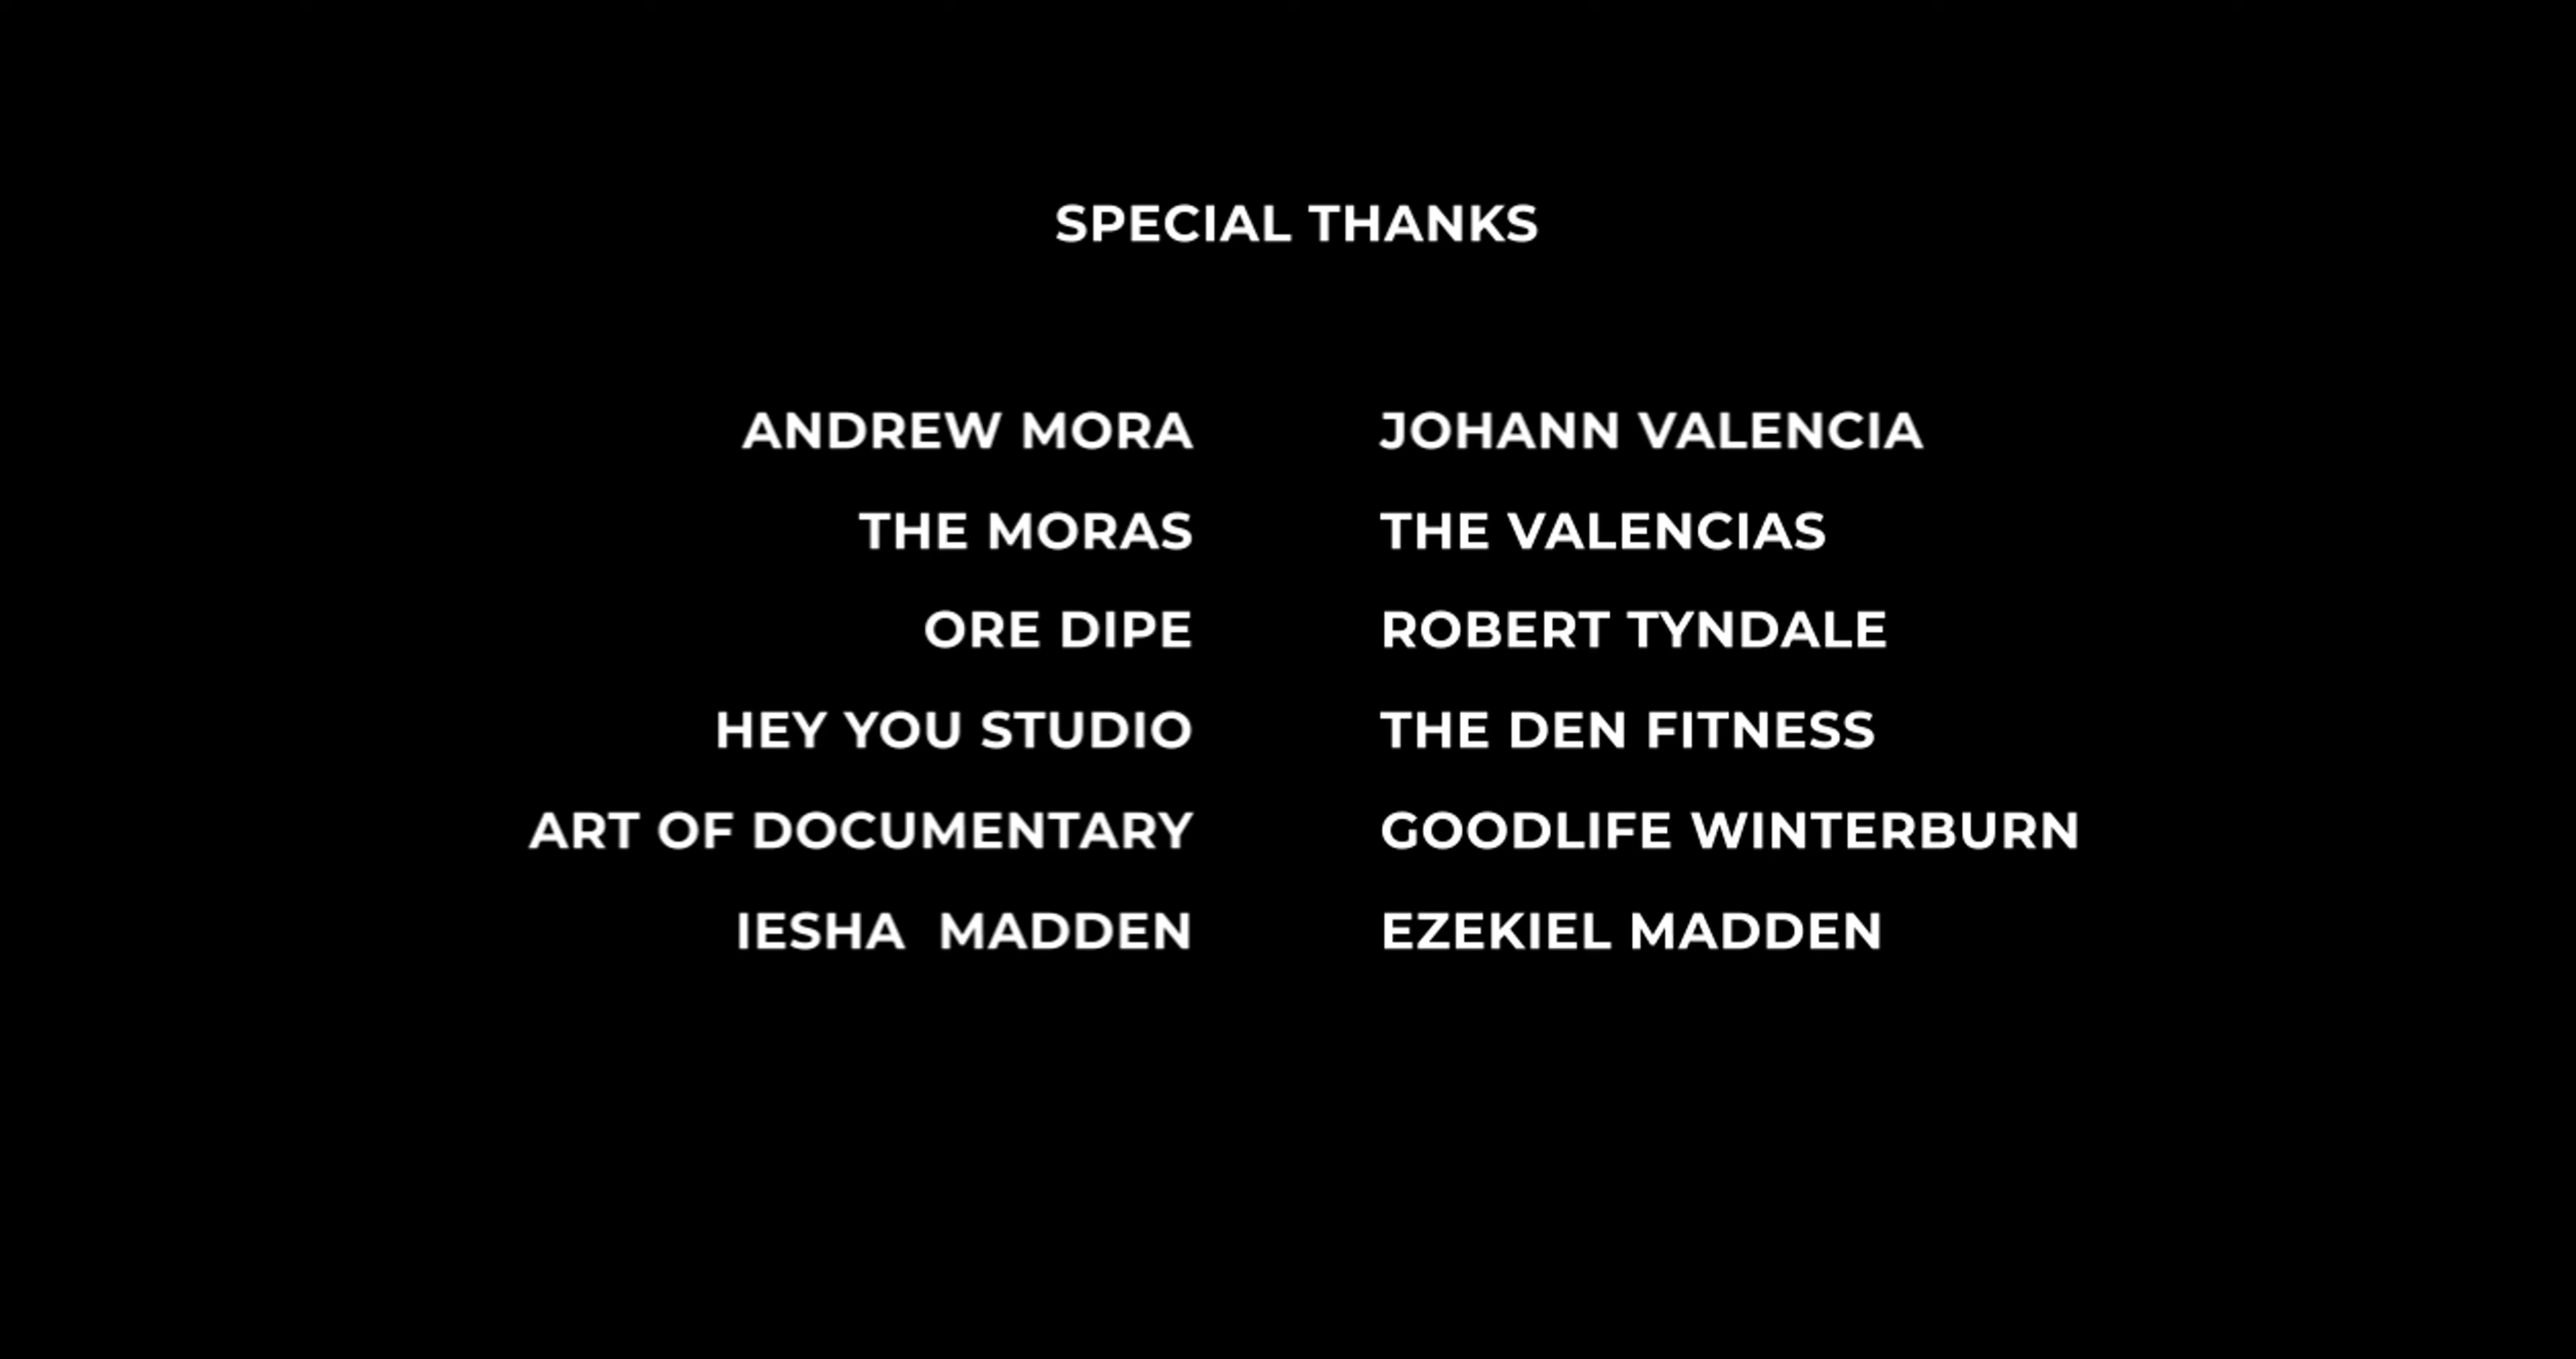 SPECIAL THANKS
ANDREW MORA JOHANN VALENCIA
THE MORAS THE VALENCIAS
ORE DIPE ROBERT TYNDALE
HEY YOU STUDIO THE DEN FITNESS
ART OF DOCUMENTARY GOODLIFE WINTERBURN
IESHA  MADDEN EZEKIEL MADDEN